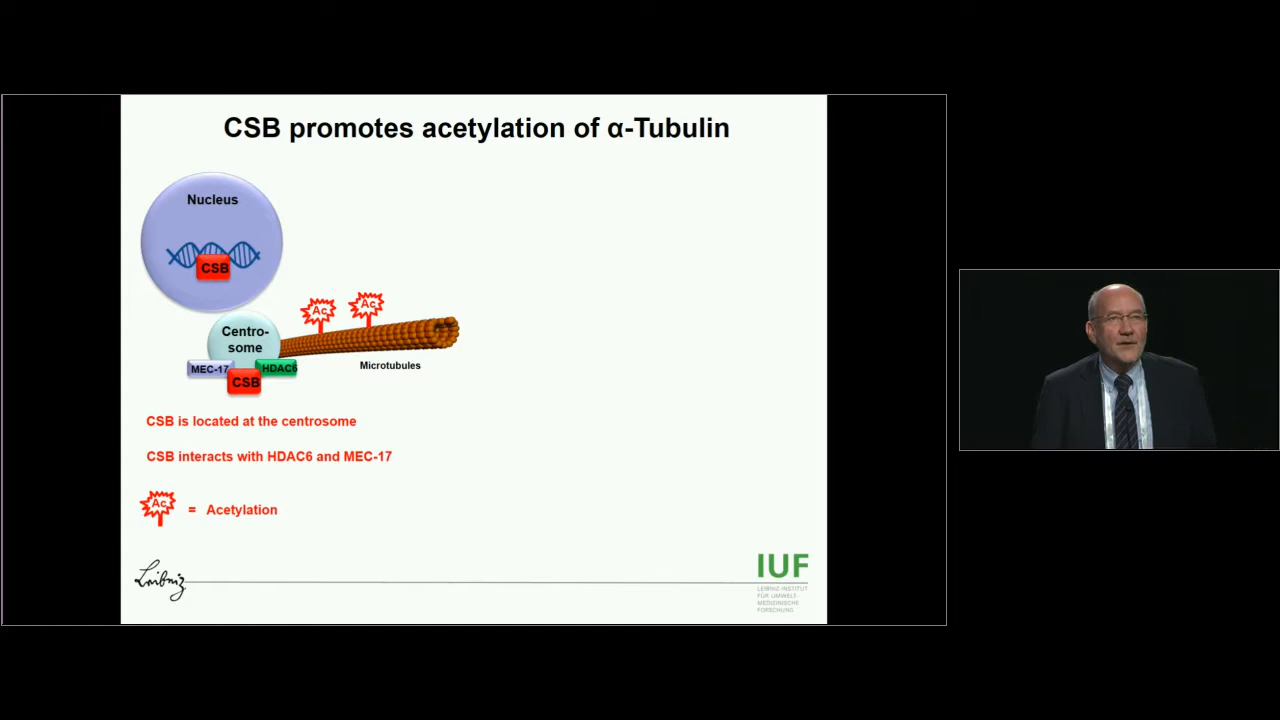 CSB promotes acetylation of α-Tubulin
Nucleus
CSB
Ac
Ac
Centro-
some
MEC-17
HDAC6
CSB
Microtubules
CSB is located at the centrosome
CSB interacts with HDAC6 and MEC-17
Ac
= Acetylation
Leibniz
IUF
LEIBNIZ-INSTITUT
FÜR UMWELT-
MEDIZINISCHE
FORSCHUNG